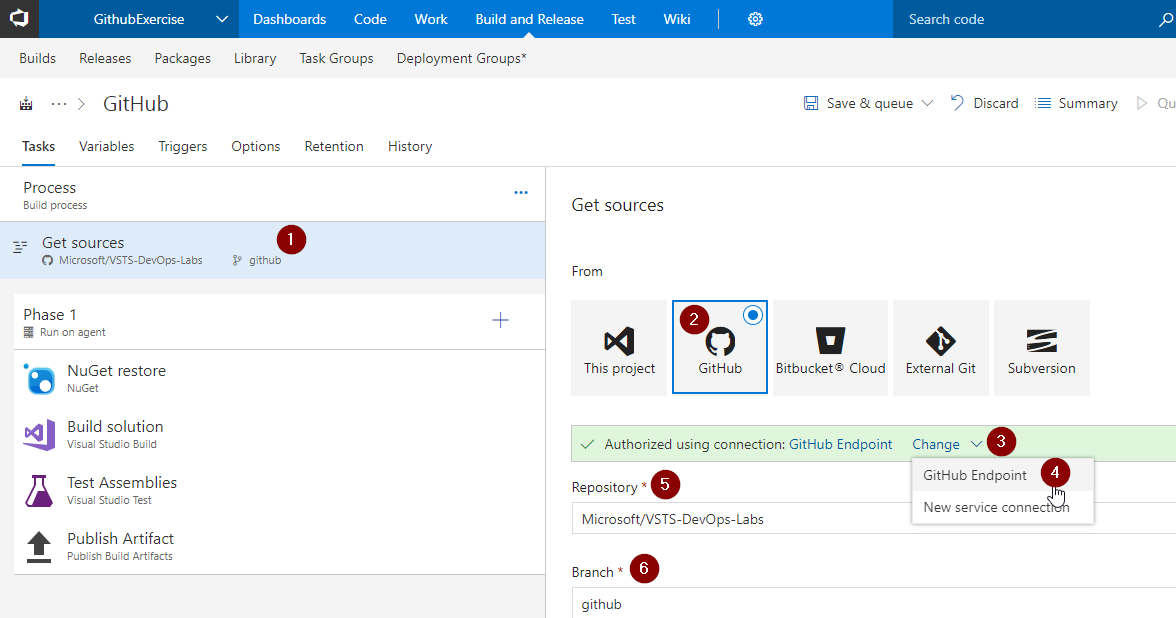 GithubExercise Dashboards Code Work Build and Release Test Wiki Search code
Builds Releases Packages Library Task Groups Deployment Groups*
... > GitHub Save & queue Discard Summary Qu
Tasks Variables Triggers Options Retention History
Process
Build process
Get sources 1
Microsoft/VSTS-DevOps-Labs github
Phase 1
Run on agent
NuGet restore
NuGet
Build solution
Visual Studio Build
Test Assemblies
Visual Studio Test
Publish Artifact
Publish Build Artifacts
Get sources
From
2
This project GitHub Bitbucket® Cloud External Git Subversion
Authorized using connection: GitHub Endpoint Change 3
GitHub Endpoint 4
New service connection
Repository * 5
Microsoft/VSTS-DevOps-Labs
Branch * 6
github